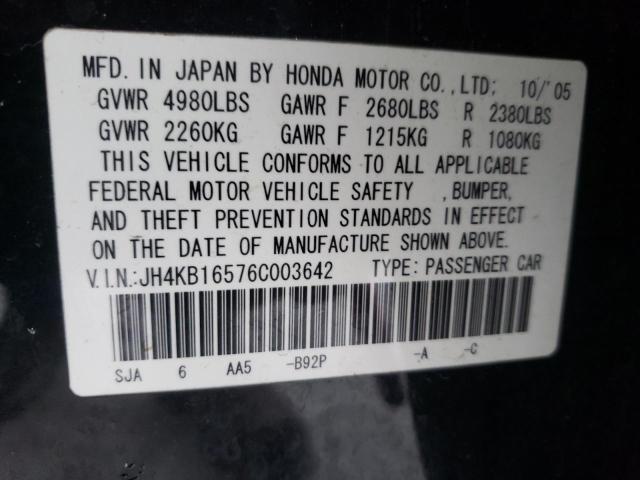 MFD. IN JAPAN BY HONDA MOTOR CO.,LTD; 10/'05
GVWR 4980LBS GAWR F 2680LBS R 2380LBS
GVWR 2260KG GAWR F 1215KG R 1080KG
THIS VEHICLE CONFORMS TO ALL APPLICABLE
FEDERAL MOTOR VEHICLE SAFETY ,BUMPER,
AND THEFT PREVENTION STANDARDS IN EFFECT
ON THE DATE OF MANUFACTURE SHOWN ABOVE.
V.I.N.:JH4KB16576C003642 TYPE: PASSENGER CAR
SJA 6 AA5 -B92P -A -C